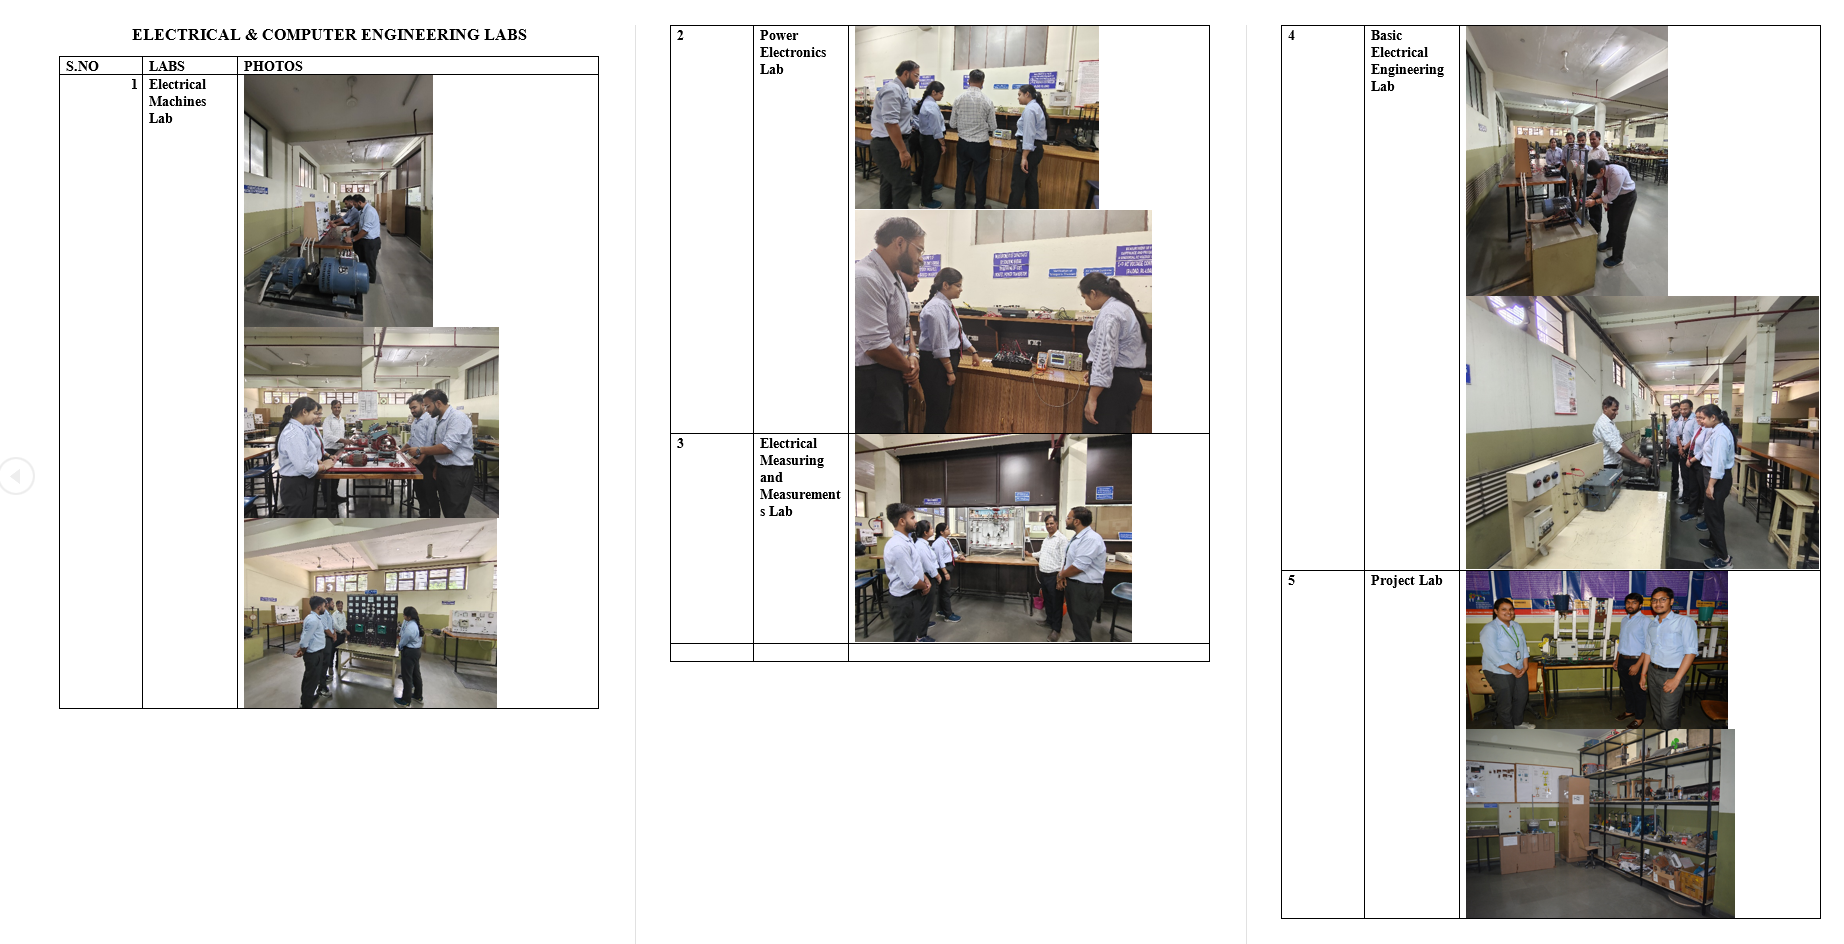 ELECTRICAL & COMPUTER ENGINEERING LABS
S.NO LABS PHOTOS
1 Electrical
Machines
Lab
2 Power
Electronics
Lab
3 Electrical
Measuring
and
Measurement
s Lab
4 Basic
Electrical
Engineering
Lab
5 Project Lab